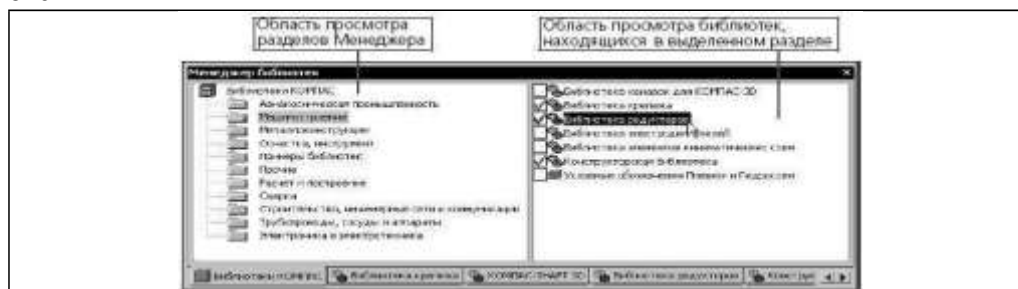 Область просмотра
разделов Менеджера
Область просмотра библиотек,
находящихся в выделенном разделе
Менеджер библиотек
Библиотеки КОМПАС
Авиакосмическая промышленность
Машиностроение
Металлоконструкции
Оснастка, инструмент
Примеры библиотек
Прочие
Расчет и построение
Сварка
Строительство, инженерные сети и коммуникации
Трубопроводы, сосуды и аппараты
Электроника и электротехника
Библиотека для КОМПАС-3D
Библиотека крепежа
Библиотека редукторов
Библиотека электродвигателей
Библиотека элементов кинематических схем
Конструкторская библиотека
Условные обозначения Пневмо и Гидросхем
Библиотеки КОМПАС
Библиотека крепежа
КОМПАС-SHAFT 3D
Библиотека редукторов
Конструк